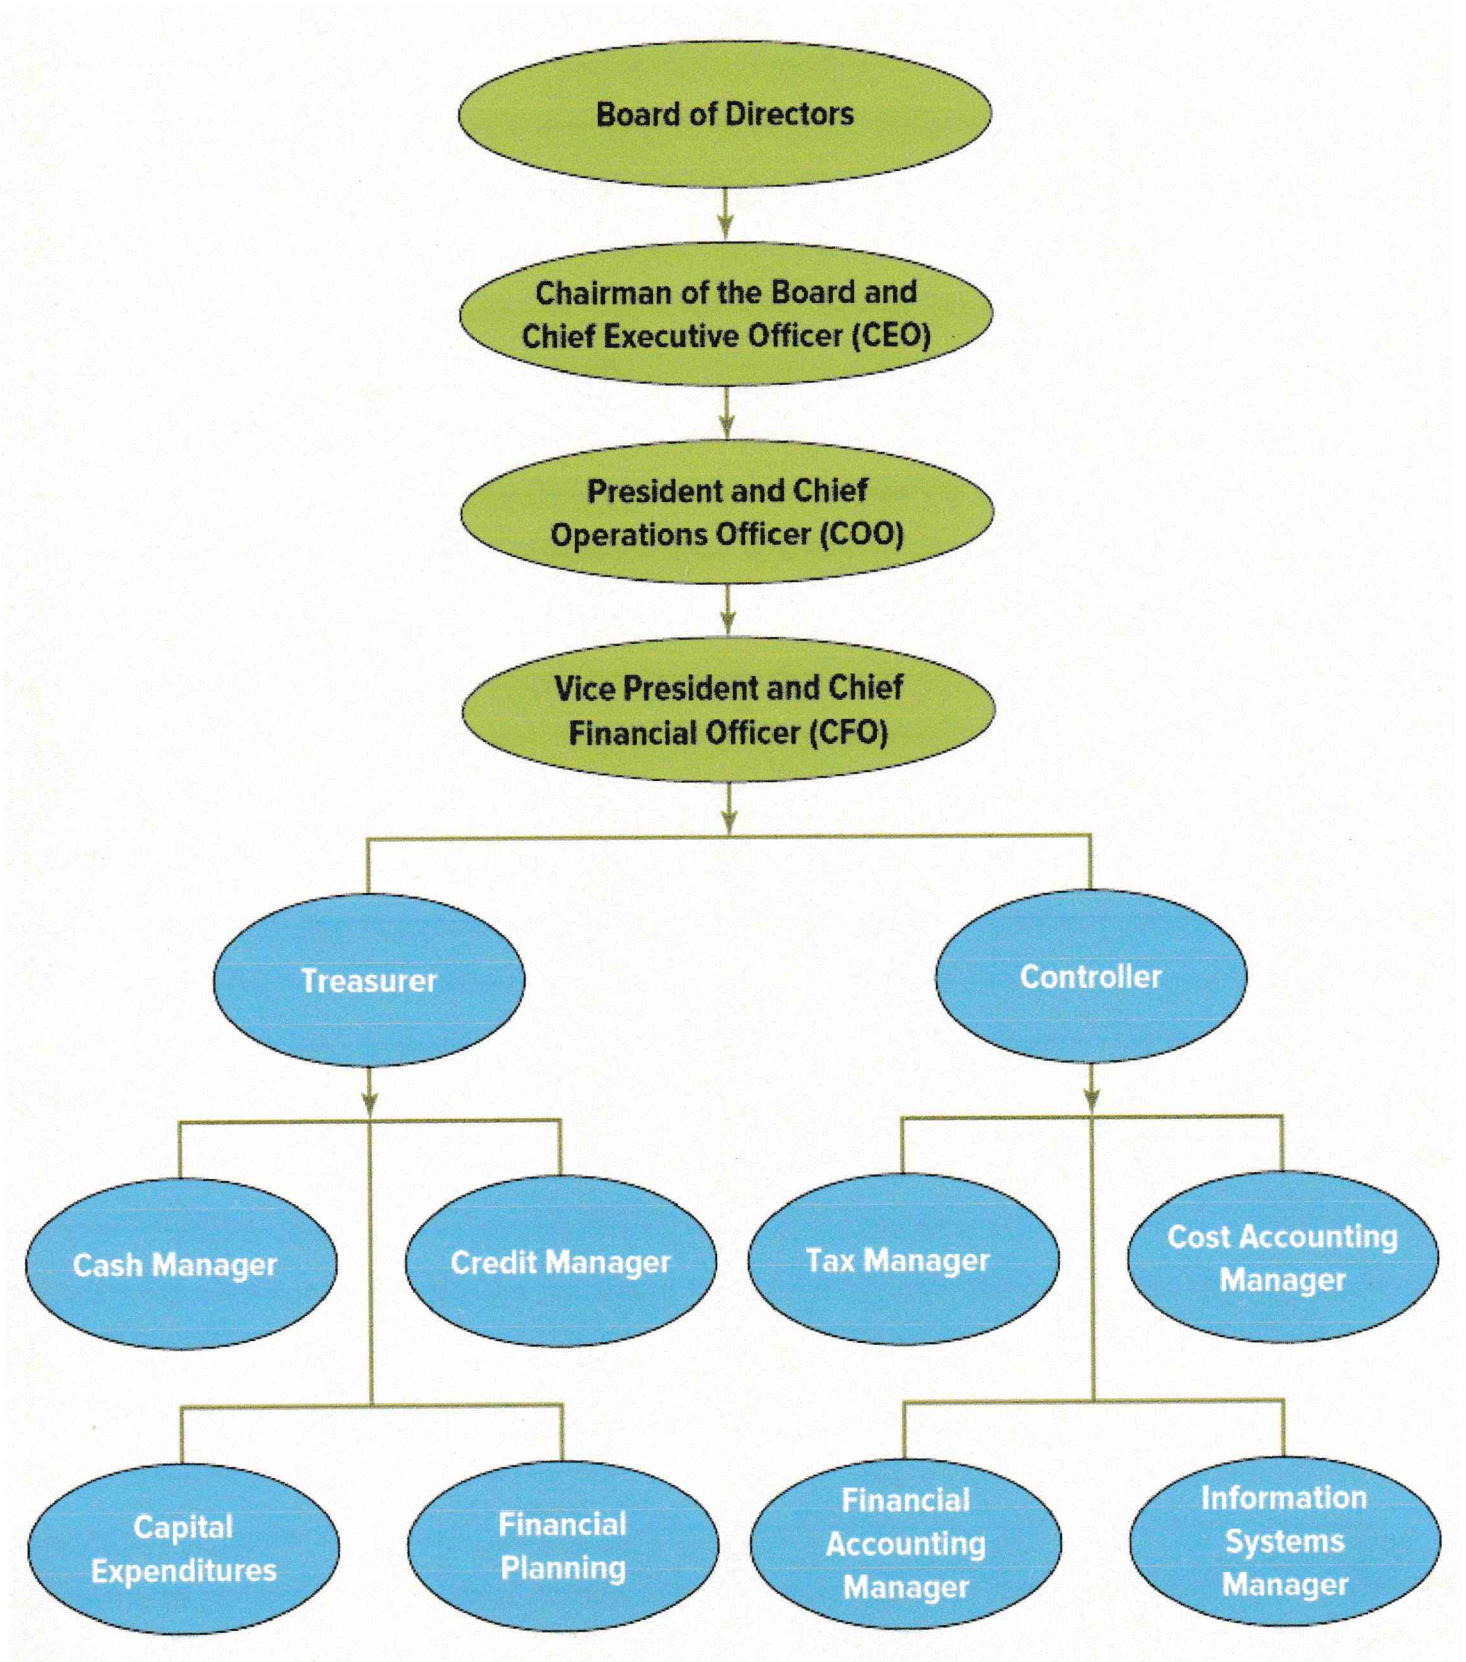 Board of Directors
Chairman of the Board and
Chief Executive Officer (CEO)
President and Chief
Operations Officer (COO)
Vice President and Chief
Financial Officer (CFO)
Treasurer
Controller
Cash Manager
Credit Manager
Tax Manager
Cost Accounting
Manager
Capital
Expenditures
Financial
Planning
Financial
Accounting
Manager
Information
Systems
Manager